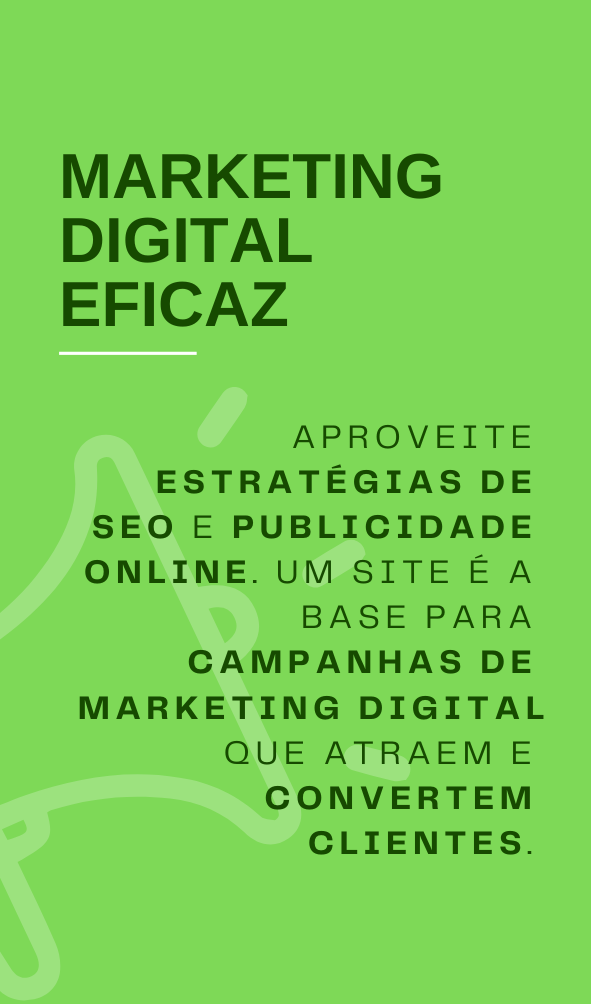 MARKETING
DIGITAL
EFICAZ
APROVEITE
ESTRATÉGIAS DE
SEO E PUBLICIDADE
ONLINE. UM SITE É A
BASE PARA
CAMPANHAS DE
MARKETING DIGITAL
QUE ATRAEM E
CONVERTEM
CLIENTES.